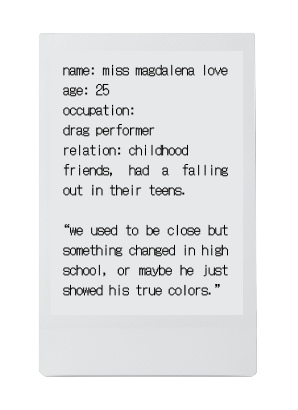 name: miss magdalena love
age: 25
occupation:
drag performer
relation: childhood
friends, had a falling
out in their teens.

“we used to be close but
something changed in high
school, or maybe he just
showed his true colors.”